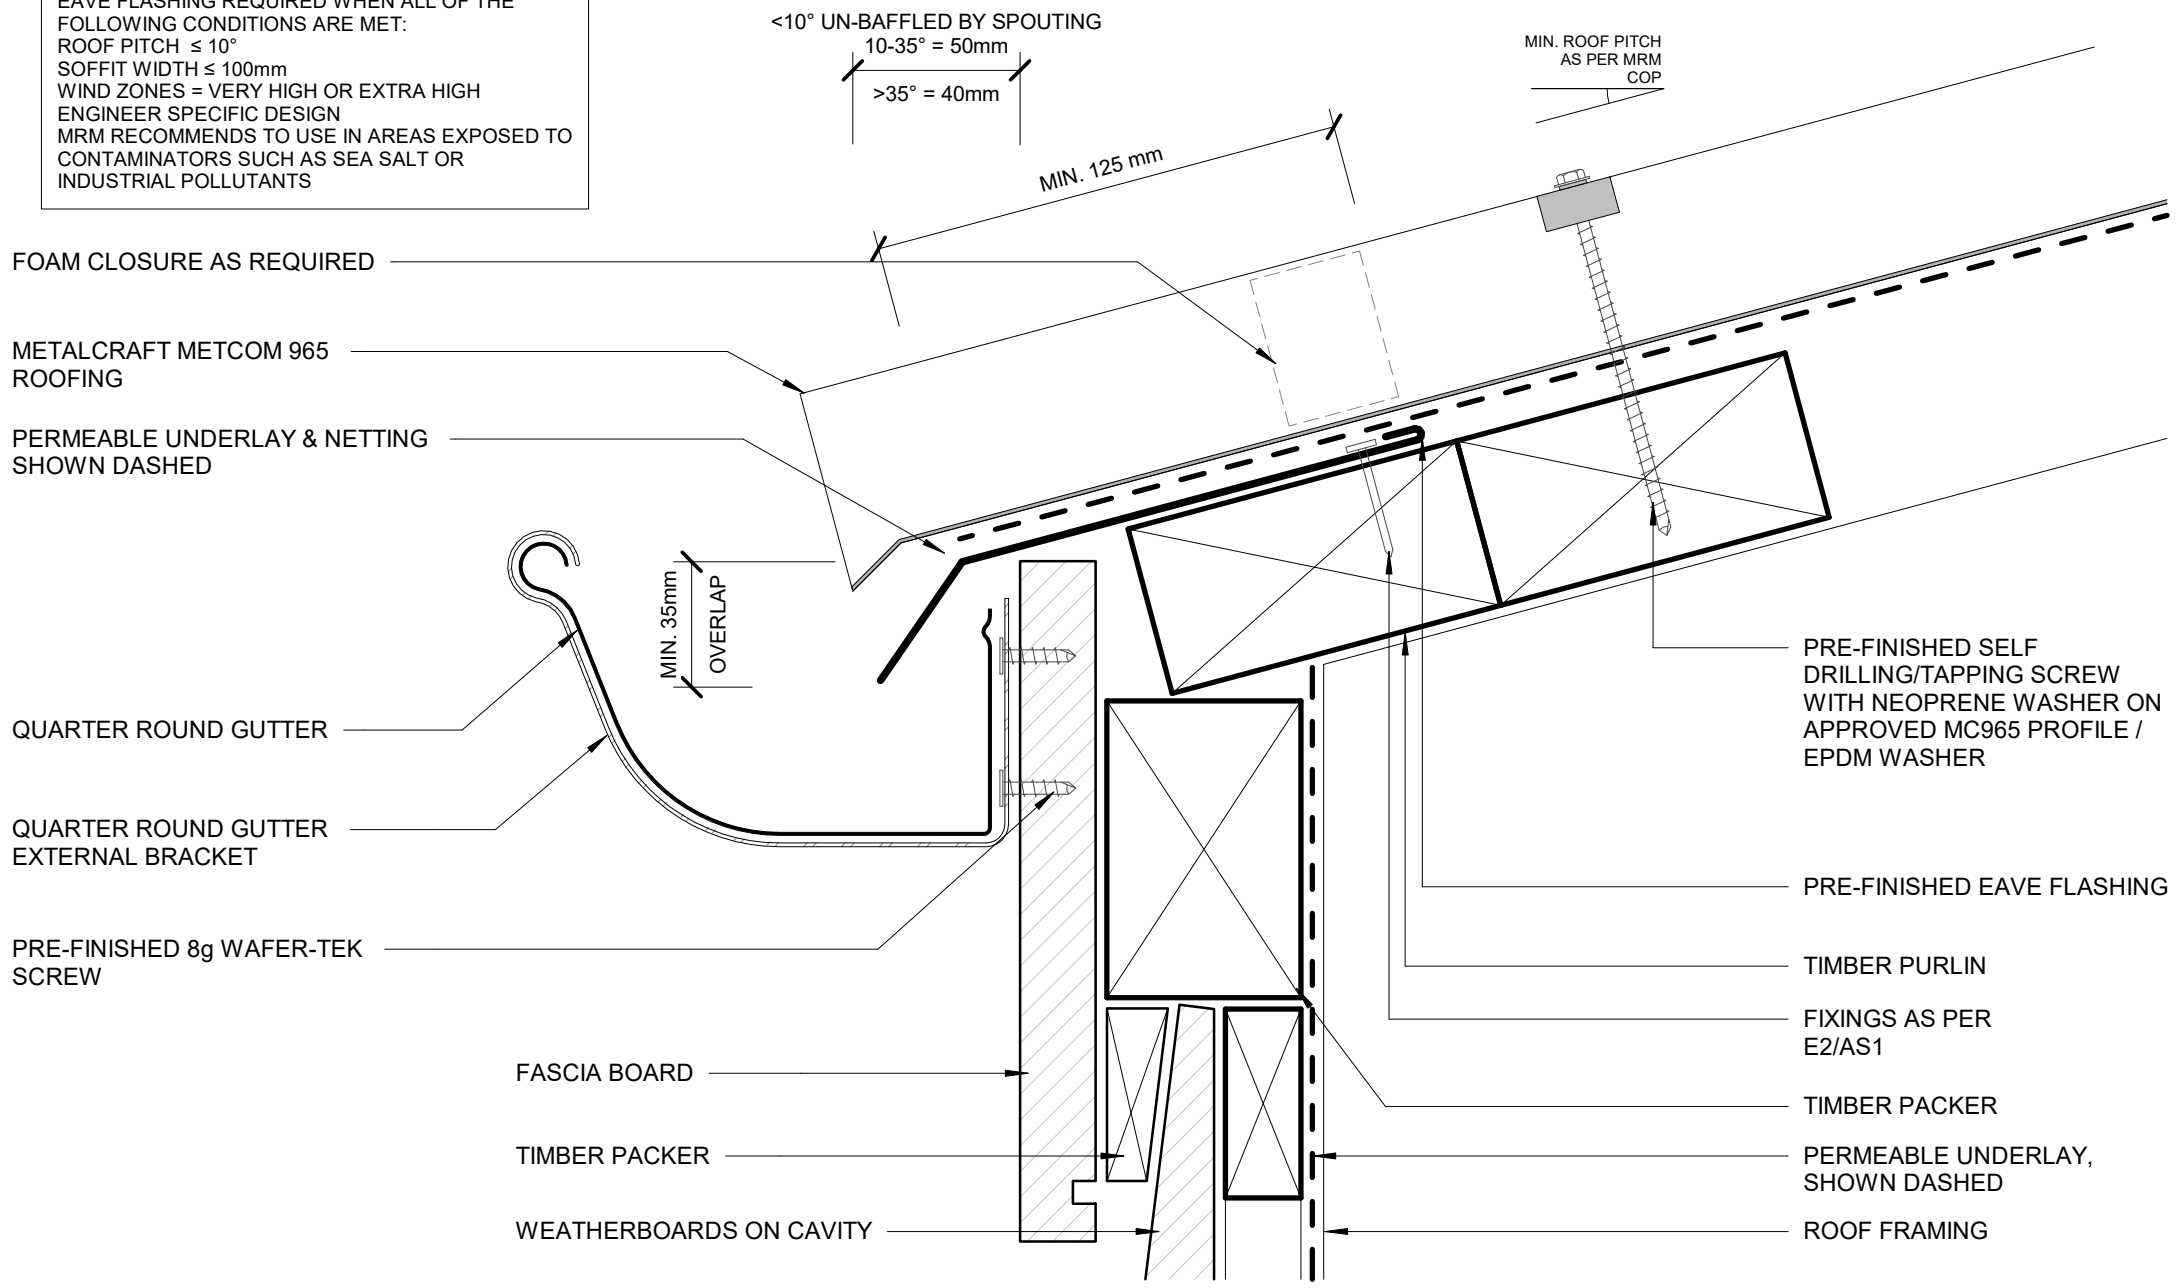 EAVE FLASHING REQUIRED WHEN ALL OF THE
FOLLOWING CONDITIONS ARE MET:
ROOF PITCH ≤ 10°
SOFFIT WIDTH ≤ 100mm
WIND ZONES = VERY HIGH OR EXTRA HIGH
ENGINEER SPECIFIC DESIGN
MRM RECOMMENDS TO USE IN AREAS EXPOSED TO
CONTAMINATORS SUCH AS SEA SALT OR
INDUSTRIAL POLLUTANTS
<10° UN-BAFFLED BY SPOUTING
10-35° = 50mm
>35° = 40mm
MIN. ROOF PITCH
AS PER MRM
COP
MIN. 125 mm
FOAM CLOSURE AS REQUIRED
METALCRAFT METCOM 965
ROOFING
PERMEABLE UNDERLAY & NETTING
SHOWN DASHED
MIN. 35mm
OVERLAP
QUARTER ROUND GUTTER
QUARTER ROUND GUTTER
EXTERNAL BRACKET
PRE-FINISHED 8g WAFER-TEK
SCREW
FASCIA BOARD
TIMBER PACKER
WEATHERBOARDS ON CAVITY
PRE-FINISHED SELF
DRILLING/TAPPING SCREW
WITH NEOPRENE WASHER ON
APPROVED MC965 PROFILE /
EPDM WASHER
PRE-FINISHED EAVE FLASHING
TIMBER PURLIN
FIXINGS AS PER
E2/AS1
TIMBER PACKER
PERMEABLE UNDERLAY,
SHOWN DASHED
ROOF FRAMING